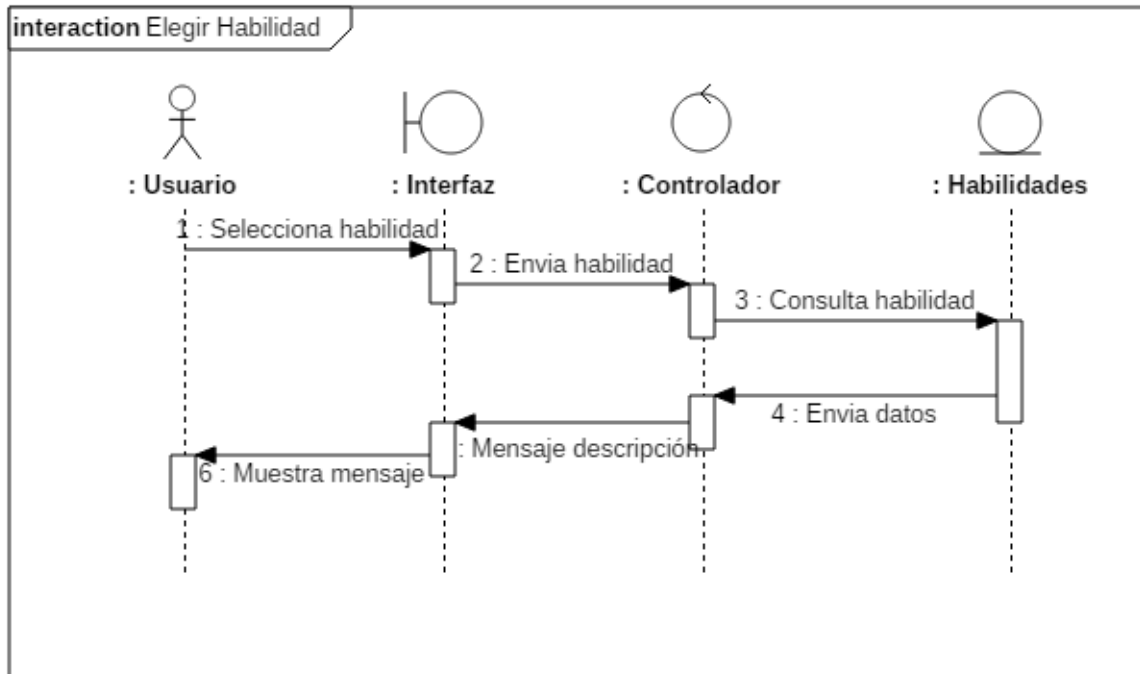 interaction Elegir Habilidad
: Usuario
: Interfaz
: Controlador
: Habilidades
1 : Selecciona habilidad
2 : Envia habilidad
3 : Consulta habilidad
4 : Envia datos
: Mensaje descripción
6 : Muestra mensaje